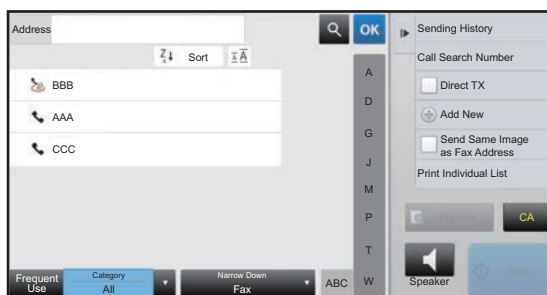 Address
OK
Sort
BBB
AAA
CCC
A
D
G
J
M
P
T
W
Frequent
Use
Category
All
Narrow Down
Fax
ABC
Sending History
Call Search Number
Direct TX
Add New
Send Same Image
as Fax Address
Print Individual List
CA
Speaker
Start